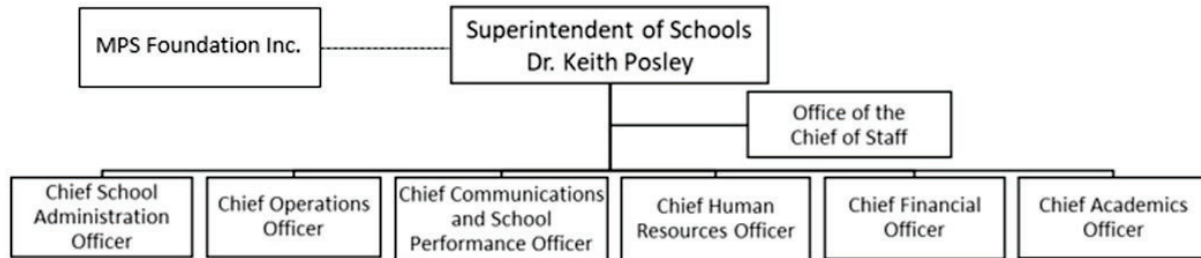 MPS Foundation Inc.
Superintendent of Schools
Dr. Keith Posley
Office of the
Chief of Staff
Chief School
Administration
Officer
Chief Operations
Officer
Chief Communications
and School
Performance Officer
Chief Human
Resources Officer
Chief Financial
Officer
Chief Academics
Officer